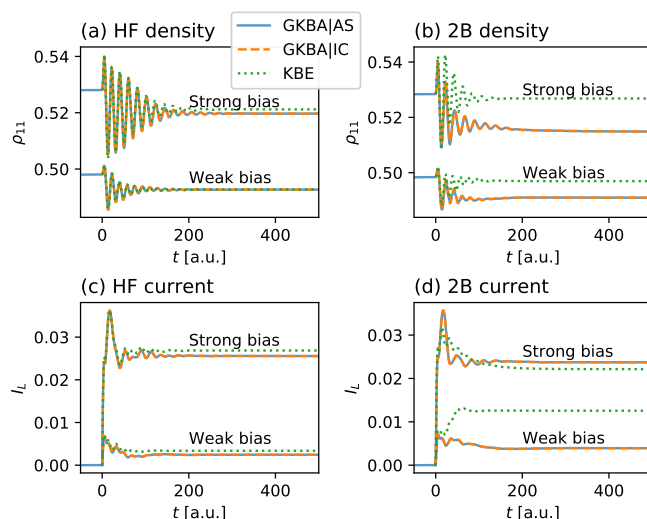 (a) HF density
GKBA|AS
GKBA|IC
KBE
(b) 2B density
0.54
0.52
0.50
ρ₁₁
Strong bias
Weak bias
0
200
400
t [a.u.]
0.54
0.52
0.50
ρ₁₁
Strong bias
Weak bias
0
200
400
t [a.u.]
(c) HF current
0.03
0.02
0.01
0.00
I_L
Strong bias
Weak bias
0
200
400
t [a.u.]
(d) 2B current
0.03
0.02
0.01
0.00
I_L
Strong bias
Weak bias
0
200
400
t [a.u.]